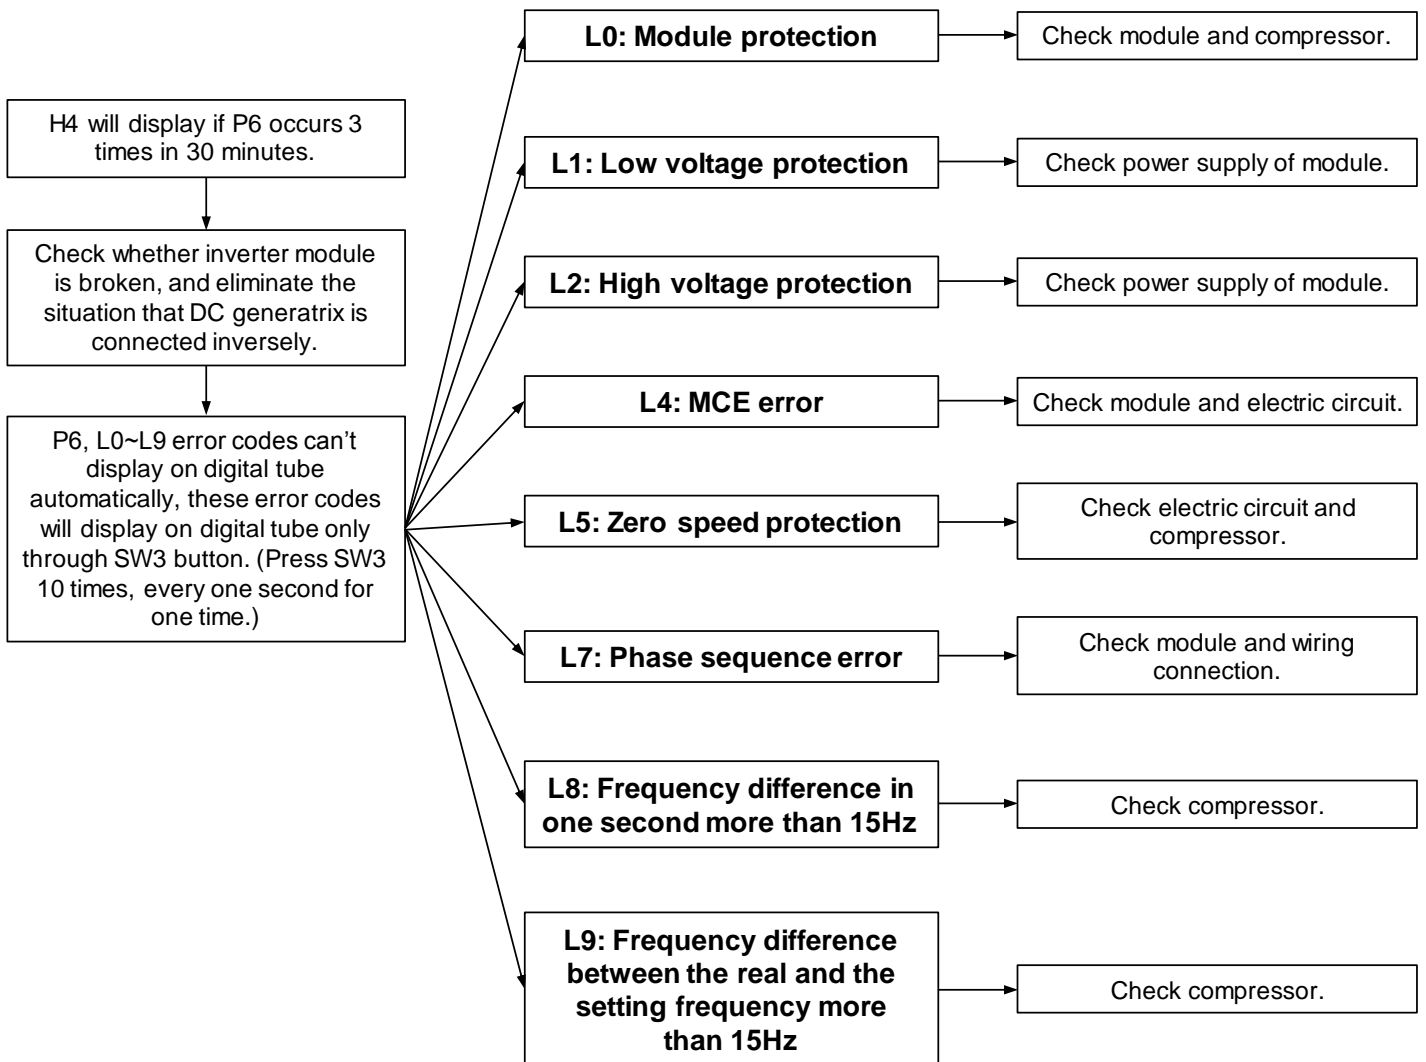 H4 will display if P6 occurs 3
times in 30 minutes.
Check whether inverter module
is broken, and eliminate the
situation that DC generatrix is
connected inversely.
P6, L0~L9 error codes can’t
display on digital tube
automatically, these error codes
will display on digital tube only
through SW3 button. (Press SW3
10 times, every one second for
one time.)
L0: Module protection
Check module and compressor.
L1: Low voltage protection
Check power supply of module.
L2: High voltage protection
Check power supply of module.
L4: MCE error
Check module and electric circuit.
L5: Zero speed protection
Check electric circuit and
compressor.
L7: Phase sequence error
Check module and wiring
connection.
L8: Frequency difference in
one second more than 15Hz
Check compressor.
L9: Frequency difference
between the real and the
setting frequency more
than 15Hz
Check compressor.